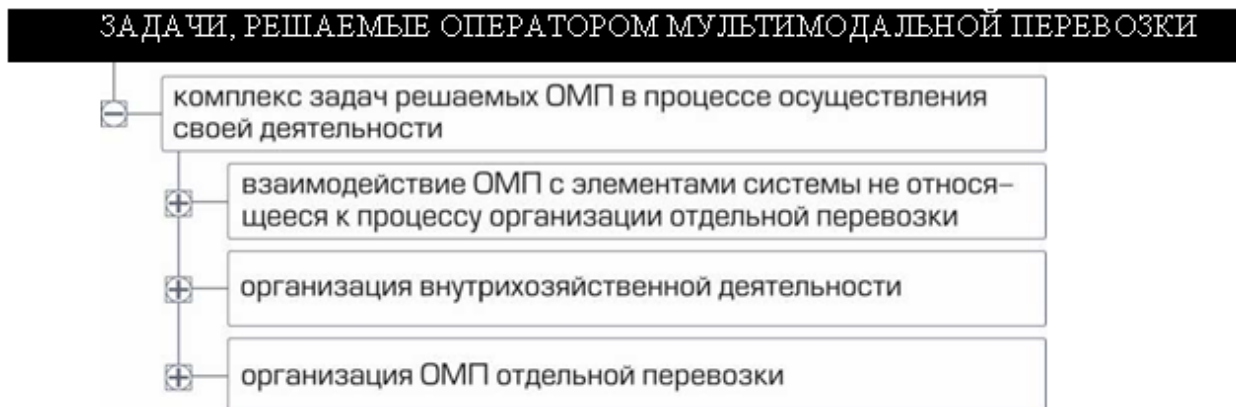 ЗАДАЧИ, РЕШАЕМЫЕ ОПЕРАТОРОМ МУЛЬТИМОДАЛЬНОЙ ПЕРЕВОЗКИ
комплекс задач решаемых ОМП в процессе осуществления
своей деятельности
взаимодействие ОМП с элементами системы не относя–
щееся к процессу организации отдельной перевозки
организация внутрихозяйственной деятельности
организация ОМП отдельной перевозки